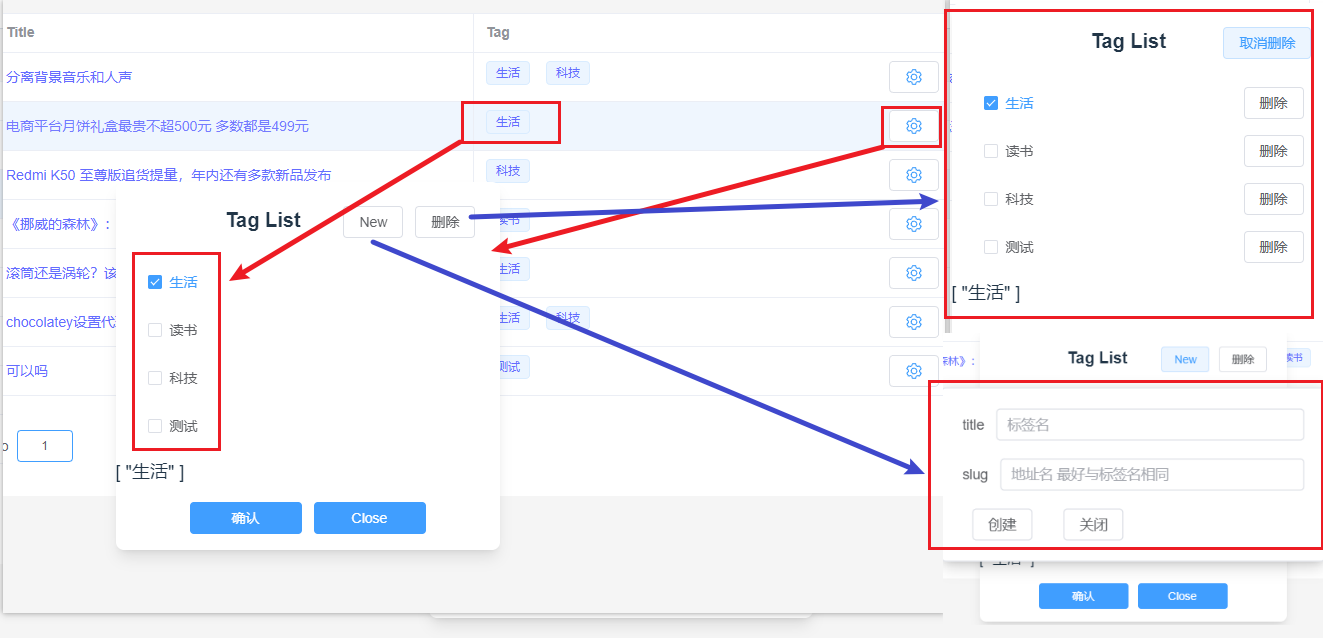 Title Tag
分离背景音乐和人声 生活 科技
电商平台月饼礼盒最贵不超500元 多数都是499元 生活
Redmi K50 至尊版追货提量，年内还有多款新品发布 科技
《挪威的森林》： 读书
滚筒还是涡轮？该 生活
chocolatey设置代 生活 科技
可以吗 测试
1
Tag List New 删除
生活
读书
科技
测试
[ "生活" ]
确认 Close
Tag List 取消删除
生活 删除
读书 删除
科技 删除
测试 删除
[ "生活" ]
林》： Tag List New 删除 读书
title 标签名
slug 地址名 最好与标签名相同
创建 关闭
[ "生活" ]
确认 Close